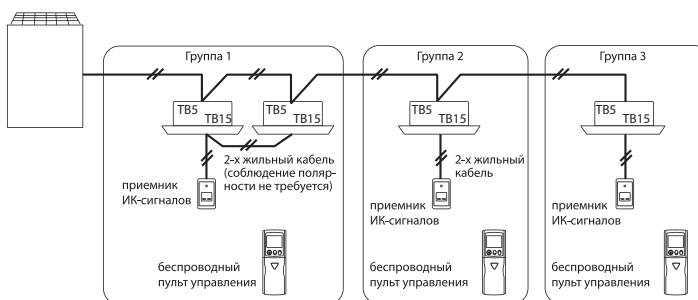 Группа 1
Группа 2
Группа 3
TB5
TB15
TB5
TB15
TB5
TB15
TB5
TB15
2-х жильный кабель
(соблюдение поляр-
ности не требуется)
2-х жильный
кабель
приемник
ИК-сигналов
приемник
ИК-сигналов
приемник
ИК-сигналов
беспроводный
пульт управления
беспроводный
пульт управления
беспроводный
пульт управления